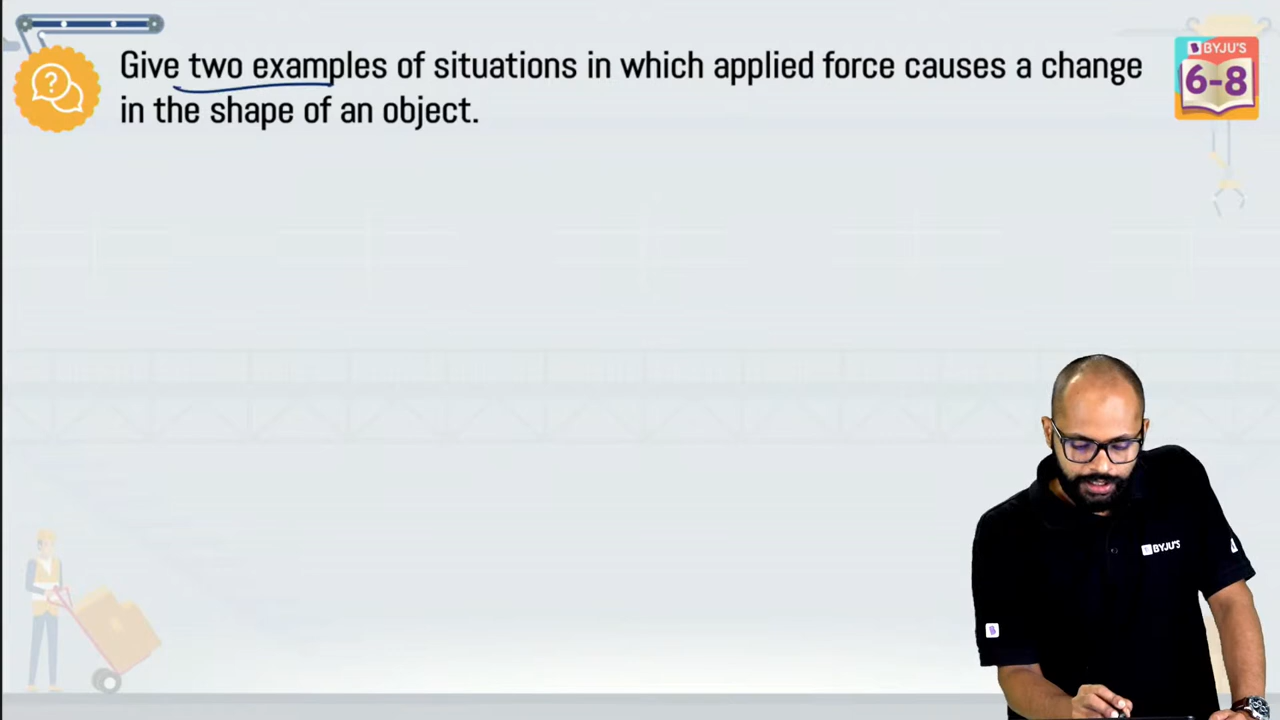 Give two examples of situations in which applied force causes a change
in the shape of an object.
BYJU'S
6-8
BYJU'S